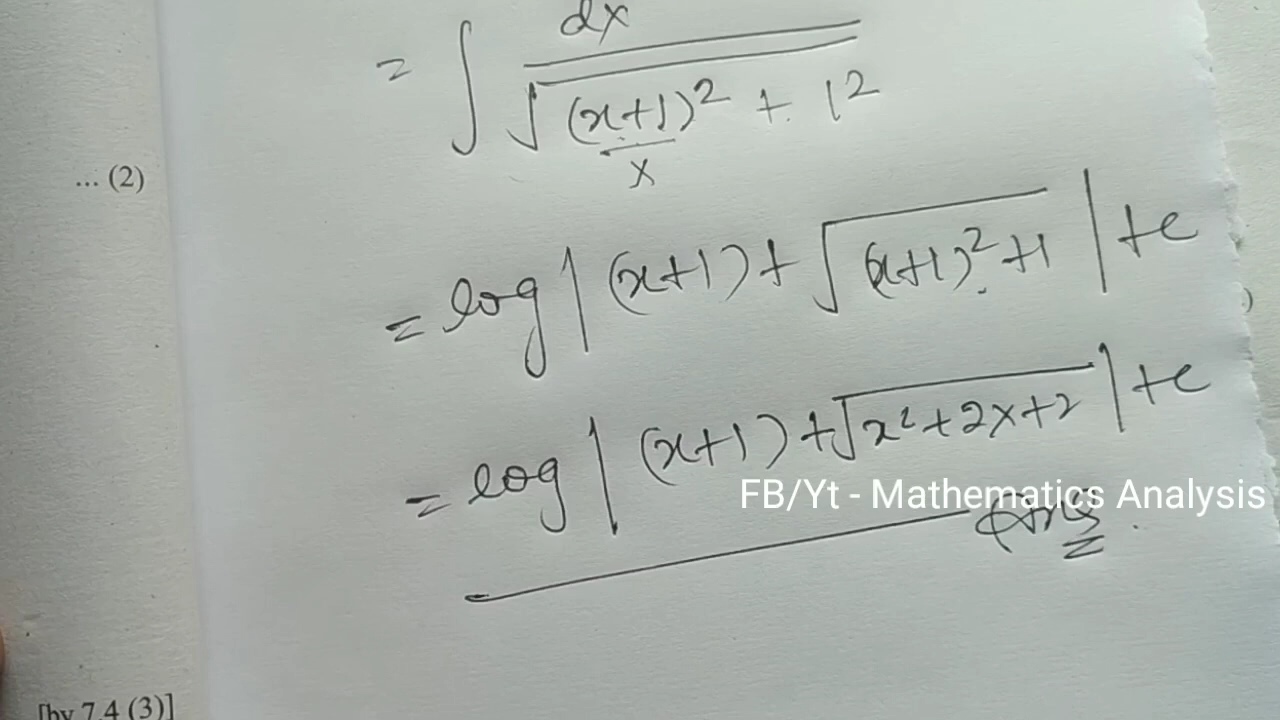 dx
= ∫ √(x+1)² + 1²
x
... (2)
= log | (x+1) + √(x+1)² + 1 | + c
= log | (x+1) + √x² + 2x + 2 | + c
FB/Yt - Mathematics Analysis
Ans.
[by 7.4 (3)]